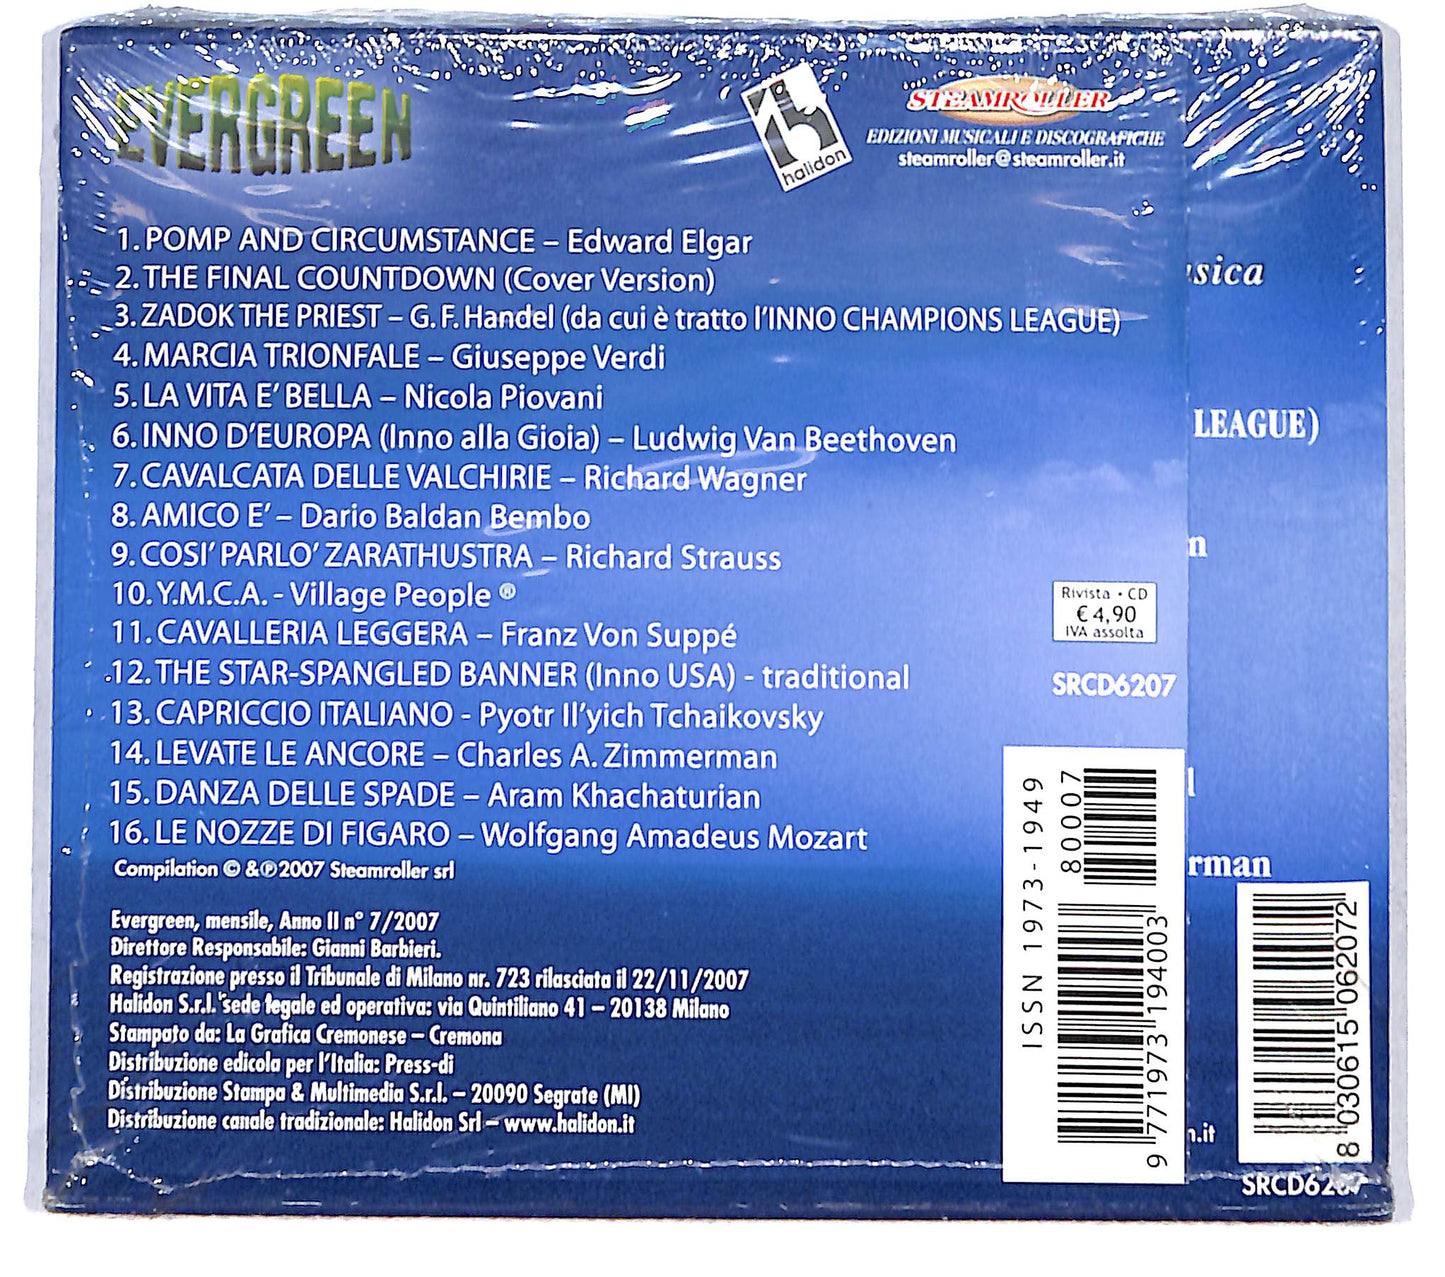 EVERGREEN
halidon
STEAMROLLER
EDIZIONI MUSICALI E DISCOGRAFICHE
steamroller@steamroller.it
1. POMP AND CIRCUMSTANCE – Edward Elgar
2. THE FINAL COUNTDOWN (Cover Version)
3. ZADOK THE PRIEST – G. F. Handel (da cui è tratto l'INNO CHAMPIONS LEAGUE)
4. MARCIA TRIONFALE – Giuseppe Verdi
5. LA VITA E' BELLA – Nicola Piovani
6. INNO D'EUROPA (Inno alla Gioia) – Ludwig Van Beethoven
7. CAVALCATA DELLE VALCHIRIE – Richard Wagner
8. AMICO E' – Dario Baldan Bembo
9. COSI' PARLO' ZARATHUSTRA – Richard Strauss
10. Y.M.C.A. - Village People ®
11. CAVALLERIA LEGGERA – Franz Von Suppé
12. THE STAR-SPANGLED BANNER (Inno USA) - traditional
13. CAPRICCIO ITALIANO - Pyotr Il'yich Tchaikovsky
14. LEVATE LE ANCORE – Charles A. Zimmerman
15. DANZA DELLE SPADE – Aram Khachaturian
16. LE NOZZE DI FIGARO – Wolfgang Amadeus Mozart
Compilation © & ℗ 2007 Steamroller srl
Evergreen, mensile, Anno II n° 7/2007
Direttore Responsabile: Gianni Barbieri.
Registrazione presso il Tribunale di Milano nr. 723 rilasciata il 22/11/2007
Halidon S.r.l. sede legale ed operativa: via Quintiliano 41 – 20138 Milano
Stampato da: La Grafica Cremonese – Cremona
Distribuzione edicola per l'Italia: Press-di
Distribuzione Stampa & Multimedia S.r.l. – 20090 Segrate (MI)
Distribuzione canale tradizionale: Halidon Srl – www.halidon.it
Rivista • CD
€ 4,90
IVA assolta
SRCD6207
ISSN 1973-1949
80007
9 771973 194003
sica
LEAGUE)
n
l
rman
n.it
8 030615 062072
SRCD6207